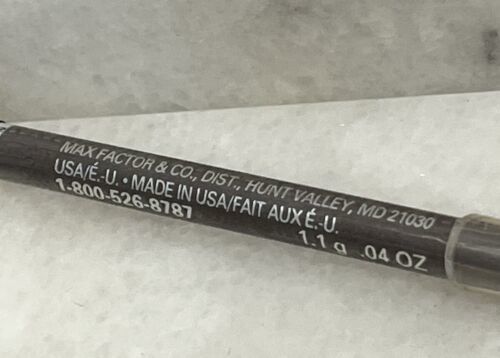 MAX FACTOR & CO., DIST., HUNT VALLEY, MD 21030
USA/É.-U. • MADE IN USA/FAIT AUX É.-U.
1-800-526-8787
1.1 g .04 OZ